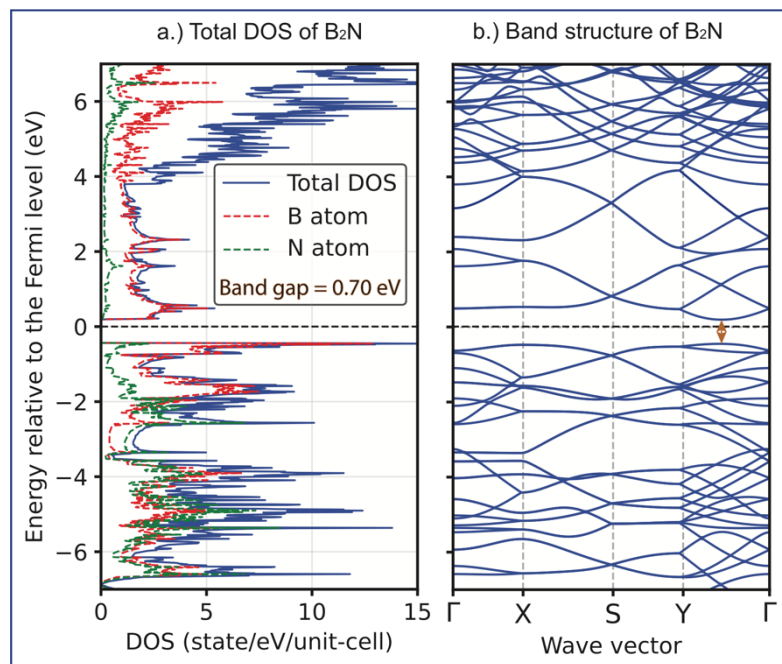 a.) Total DOS of B₂N
b.) Band structure of B₂N
Energy relative to the Fermi level (eV)
6
4
2
0
−2
−4
−6
Total DOS
B atom
N atom
Band gap = 0.70 eV
0
5
10
15
DOS (state/eV/unit-cell)
Γ
X
S
Y
Γ
Wave vector